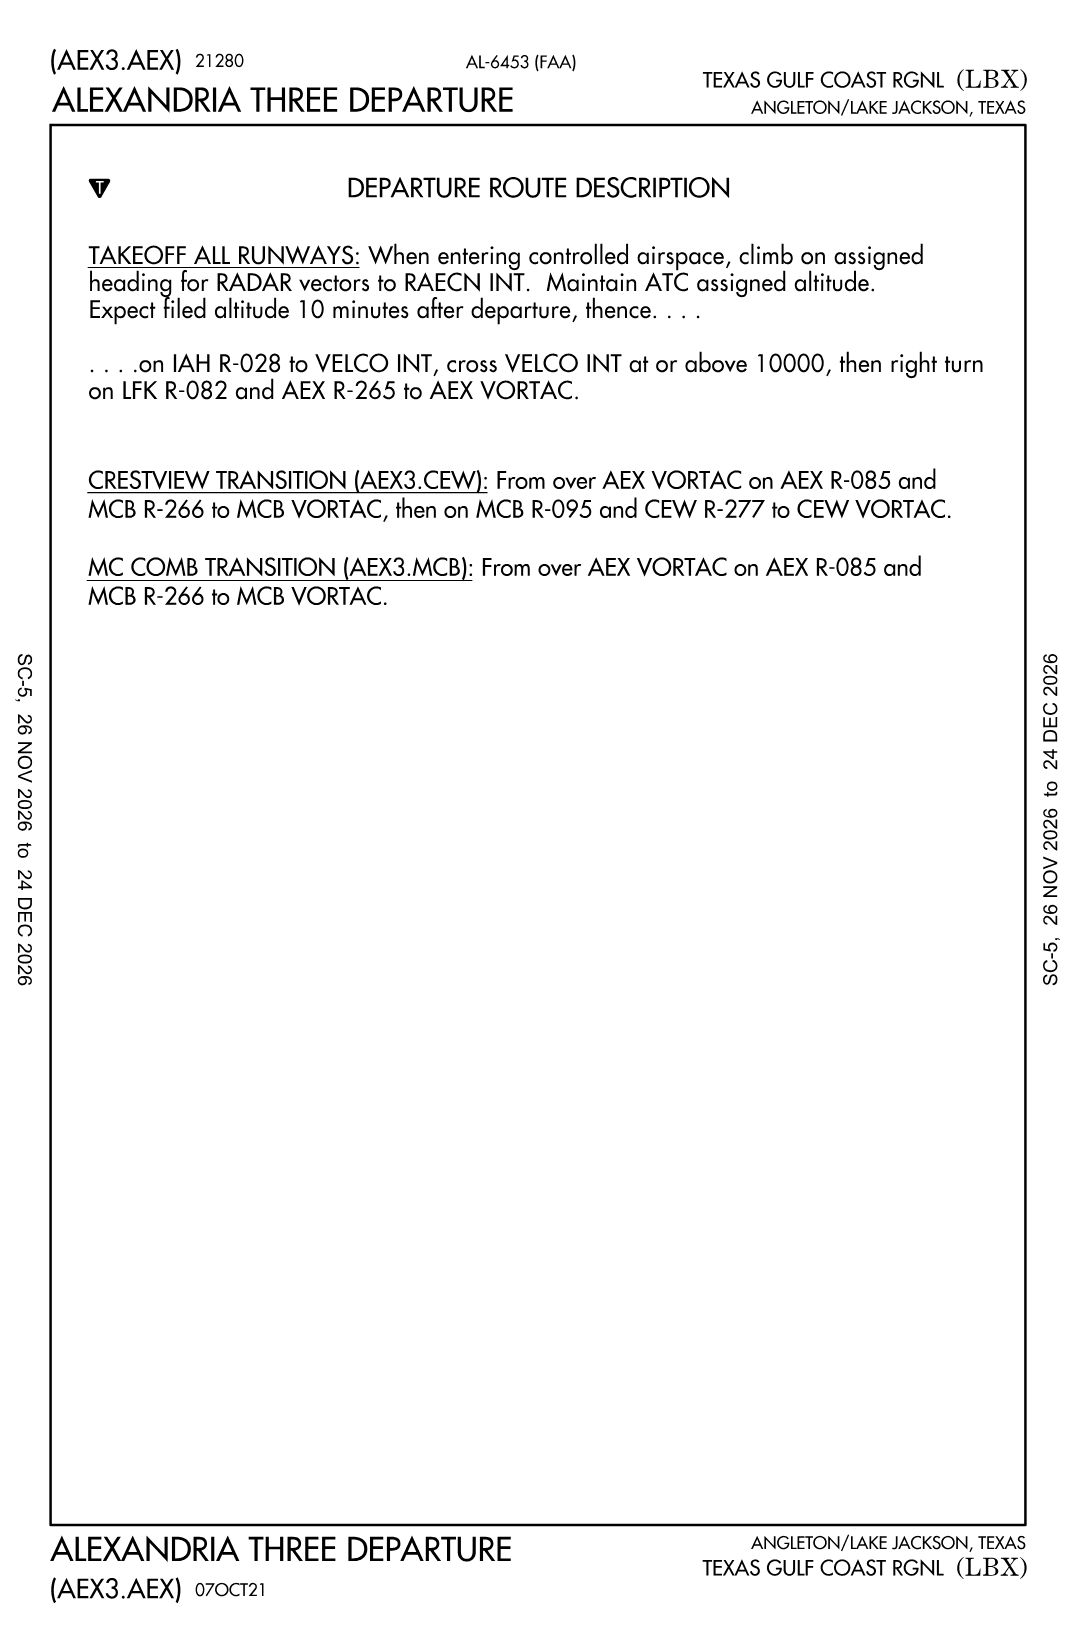 (AEX3.AEX) 21280
AL-6453 (FAA)
TEXAS GULF COAST RGNL (LBX)
ALEXANDRIA THREE DEPARTURE
ANGLETON/LAKE JACKSON, TEXAS
T
DEPARTURE ROUTE DESCRIPTION
TAKEOFF ALL RUNWAYS: When entering controlled airspace, climb on assigned
heading for RADAR vectors to RAECN INT. Maintain ATC assigned altitude.
Expect filed altitude 10 minutes after departure, thence. . . .
. . . .on IAH R-028 to VELCO INT, cross VELCO INT at or above 10000, then right turn
on LFK R-082 and AEX R-265 to AEX VORTAC.
CRESTVIEW TRANSITION (AEX3.CEW): From over AEX VORTAC on AEX R-085 and
MCB R-266 to MCB VORTAC, then on MCB R-095 and CEW R-277 to CEW VORTAC.
MC COMB TRANSITION (AEX3.MCB): From over AEX VORTAC on AEX R-085 and
MCB R-266 to MCB VORTAC.
SC-5, 26 NOV 2026 to 24 DEC 2026
SC-5, 26 NOV 2026 to 24 DEC 2026
ALEXANDRIA THREE DEPARTURE
ANGLETON/LAKE JACKSON, TEXAS
TEXAS GULF COAST RGNL (LBX)
(AEX3.AEX) 07OCT21